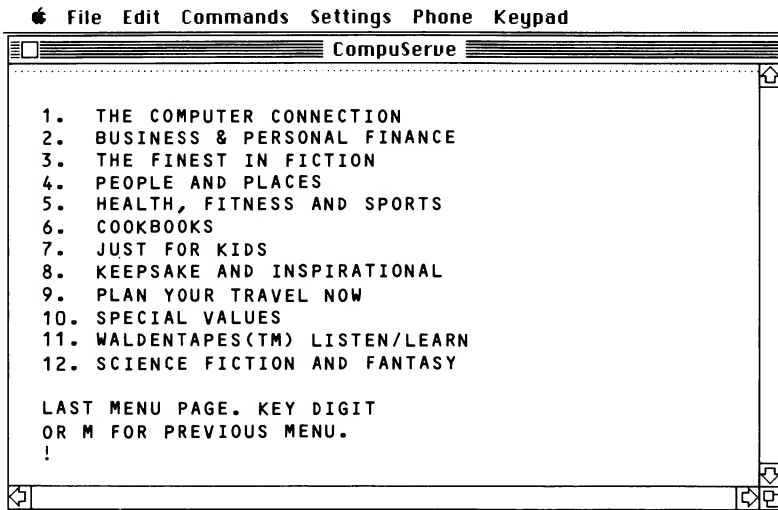 File Edit Commands Settings Phone Keypad
CompuServe
1. THE COMPUTER CONNECTION
2. BUSINESS & PERSONAL FINANCE
3. THE FINEST IN FICTION
4. PEOPLE AND PLACES
5. HEALTH, FITNESS AND SPORTS
6. COOKBOOKS
7. JUST FOR KIDS
8. KEEPSAKE AND INSPIRATIONAL
9. PLAN YOUR TRAVEL NOW
10. SPECIAL VALUES
11. WALDENTAPES(TM) LISTEN/LEARN
12. SCIENCE FICTION AND FANTASY
LAST MENU PAGE. KEY DIGIT
OR M FOR PREVIOUS MENU.
!